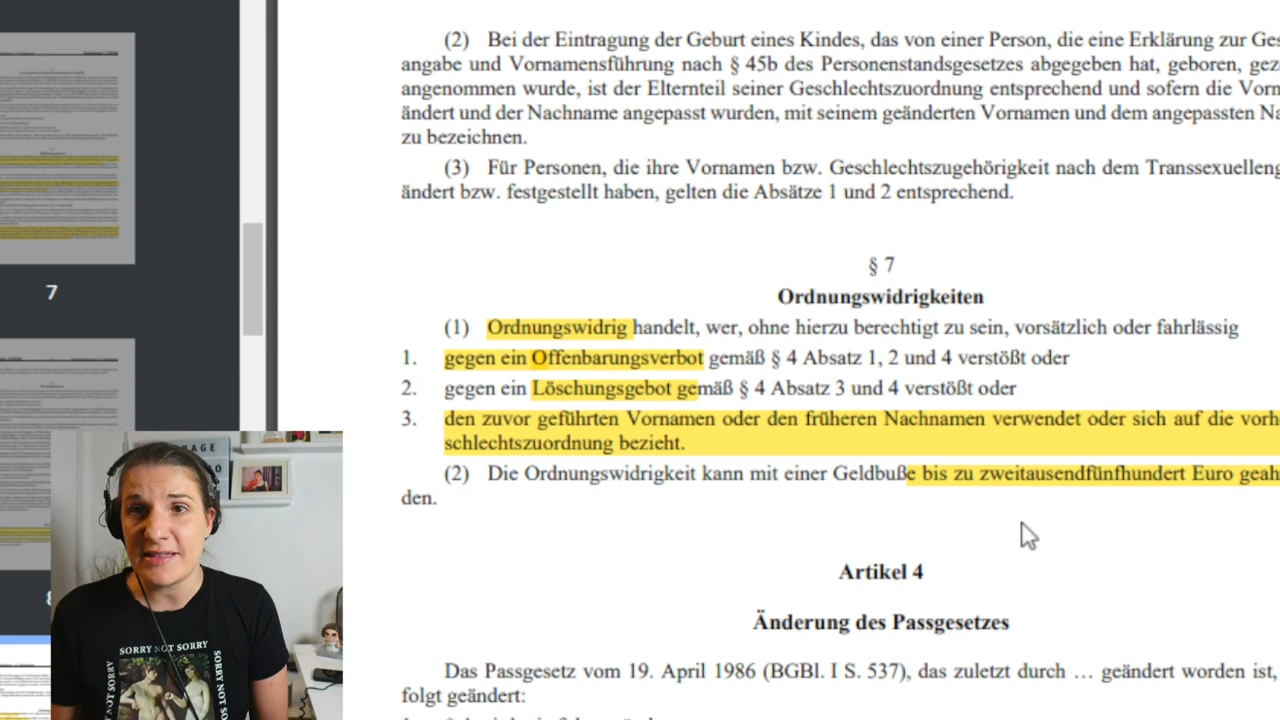 (2) Bei der Eintragung der Geburt eines Kindes, das von einer Person, die eine Erklärung zur Ges
angabe und Vornamensführung nach § 45b des Personenstandsgesetzes abgegeben hat, geboren, gez
angenommen wurde, ist der Elternteil seiner Geschlechtszuordnung entsprechend und sofern die Vorn
ändert und der Nachname angepasst wurden, mit seinem geänderten Vornamen und dem angepassten Na
zu bezeichnen.
(3) Für Personen, die ihre Vornamen bzw. Geschlechtszugehörigkeit nach dem Transsexuelleng
ändert bzw. festgestellt haben, gelten die Absätze 1 und 2 entsprechend.
§ 7
Ordnungswidrigkeiten
(1) Ordnungswidrig handelt, wer, ohne hierzu berechtigt zu sein, vorsätzlich oder fahrlässig
1. gegen ein Offenbarungsverbot gemäß § 4 Absatz 1, 2 und 4 verstößt oder
2. gegen ein Löschungsgebot gemäß § 4 Absatz 3 und 4 verstößt oder
3. den zuvor geführten Vornamen oder den früheren Nachnamen verwendet oder sich auf die vorh
schlechtszuordnung bezieht.
(2) Die Ordnungswidrigkeit kann mit einer Geldbuße bis zu zweitausendfünfhundert Euro geah
den.
Artikel 4
Änderung des Passgesetzes
Das Passgesetz vom 19. April 1986 (BGBl. I S. 537), das zuletzt durch … geändert worden ist,
folgt geändert:
7
SORRY NOT SORRY
SORRY NOT SO
NOT SORRY